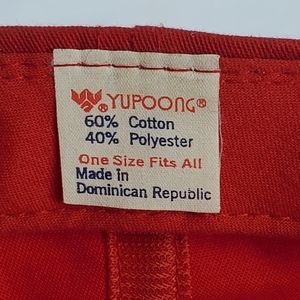 ® YUPOONG®
60% Cotton
40% Polyester
One Size Fits All
Made in
Dominican Republic